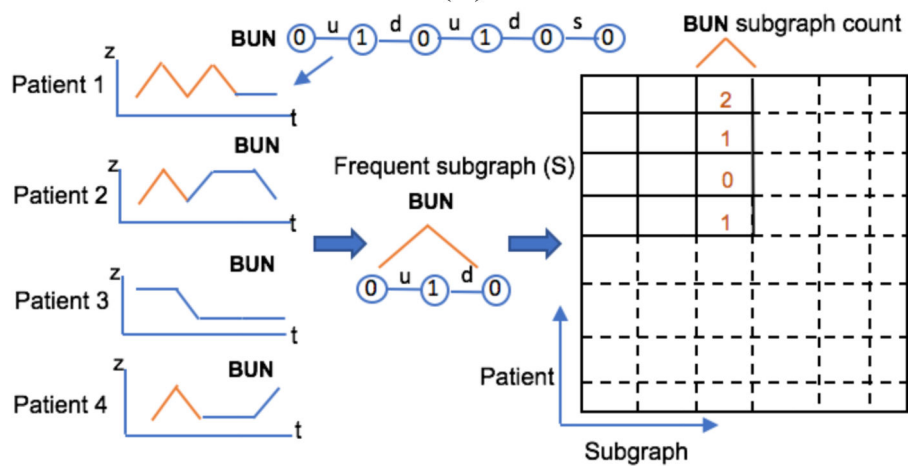 BUN 0 u 1 d 0 u 1 d 0 s 0
BUN subgraph count
Patient 1
z
t
Patient 2
z
t
BUN
Patient 3
z
t
BUN
Patient 4
z
t
BUN
Frequent subgraph (S)
BUN
0 u 1 d 0
2
1
0
1
Patient
Subgraph